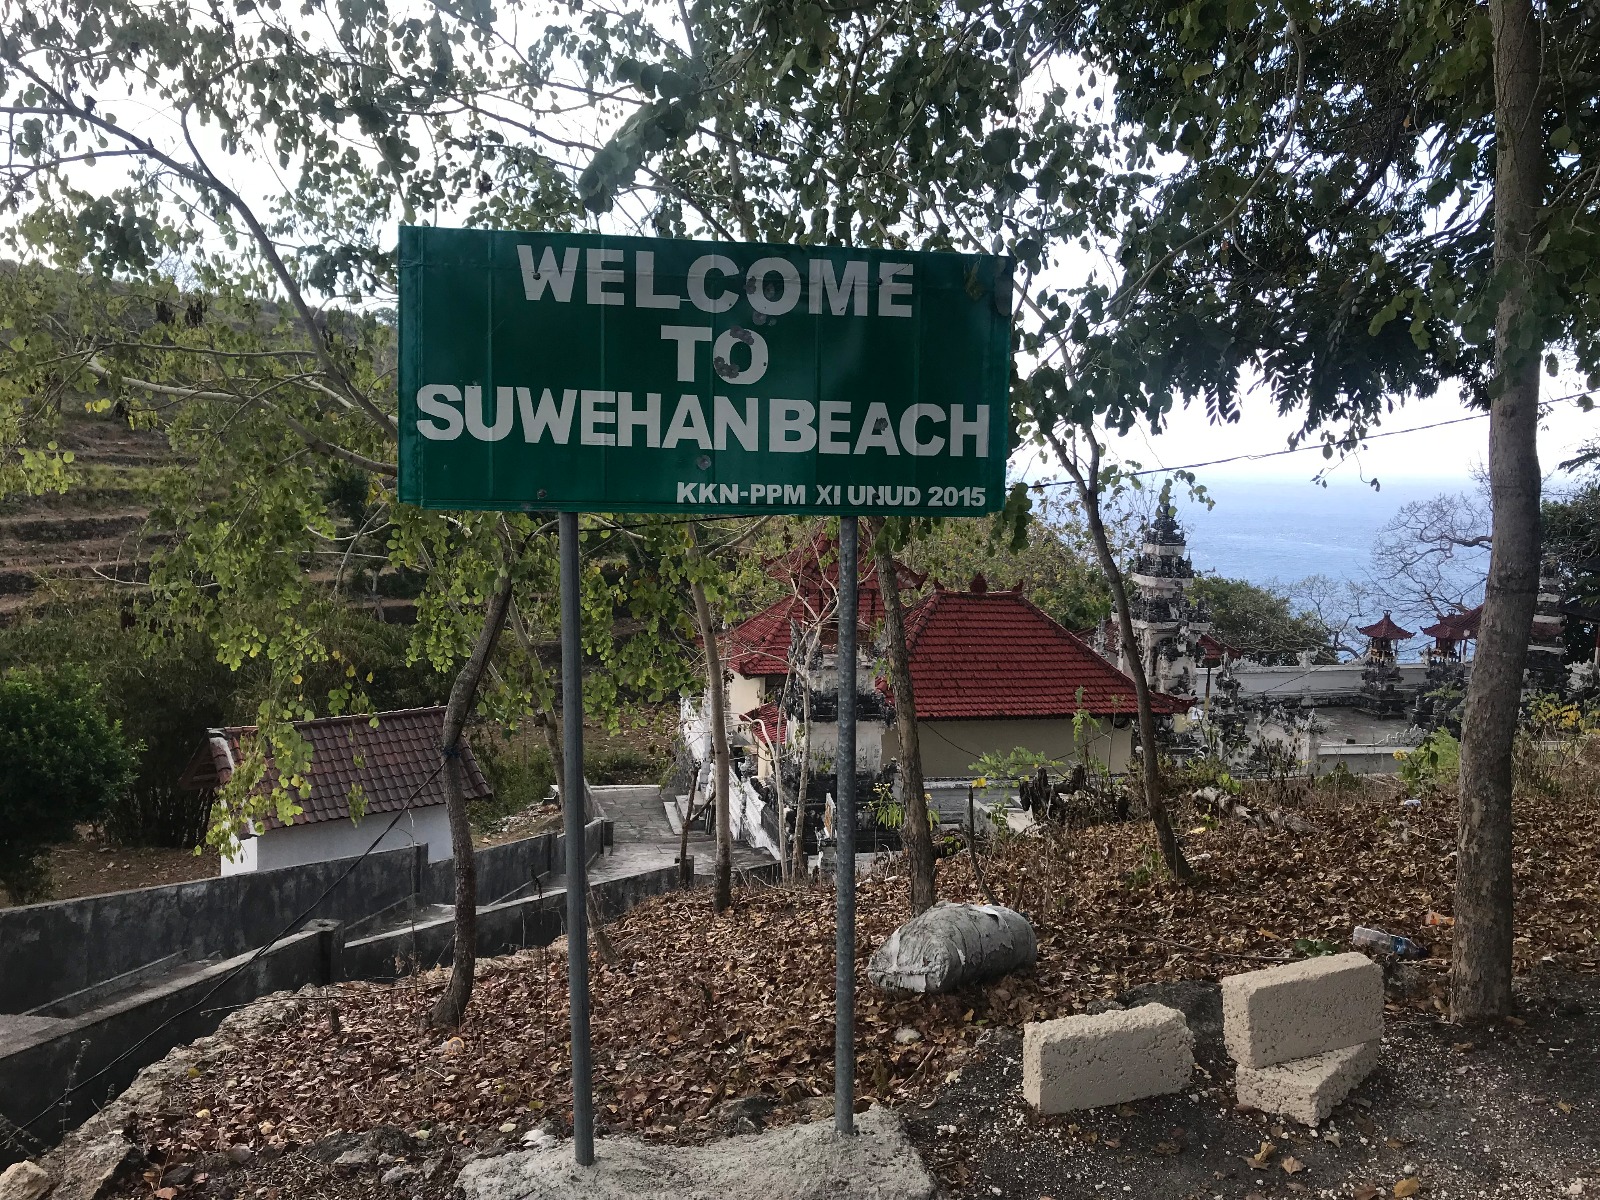 WELCOME
TO
SUWEHAN BEACH
KKN-PPM XI UNUD 2015